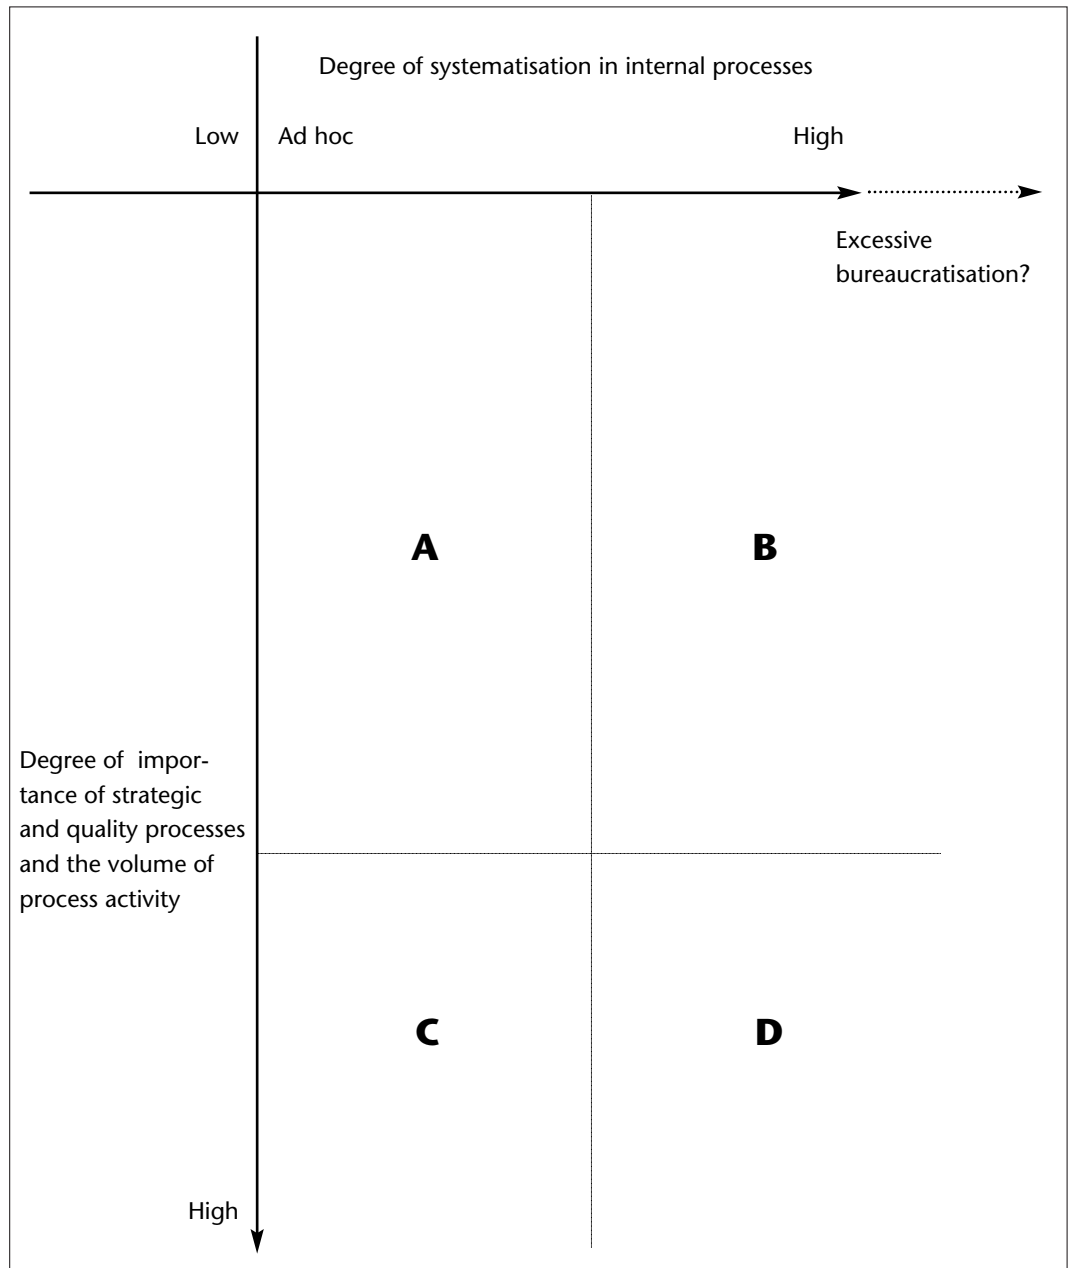 Degree of systematisation in internal processes
Low
Ad hoc
High
Excessive
bureaucratisation?
A
B
Degree of impor-
tance of strategic
and quality processes
and the volume of
process activity
C
D
High